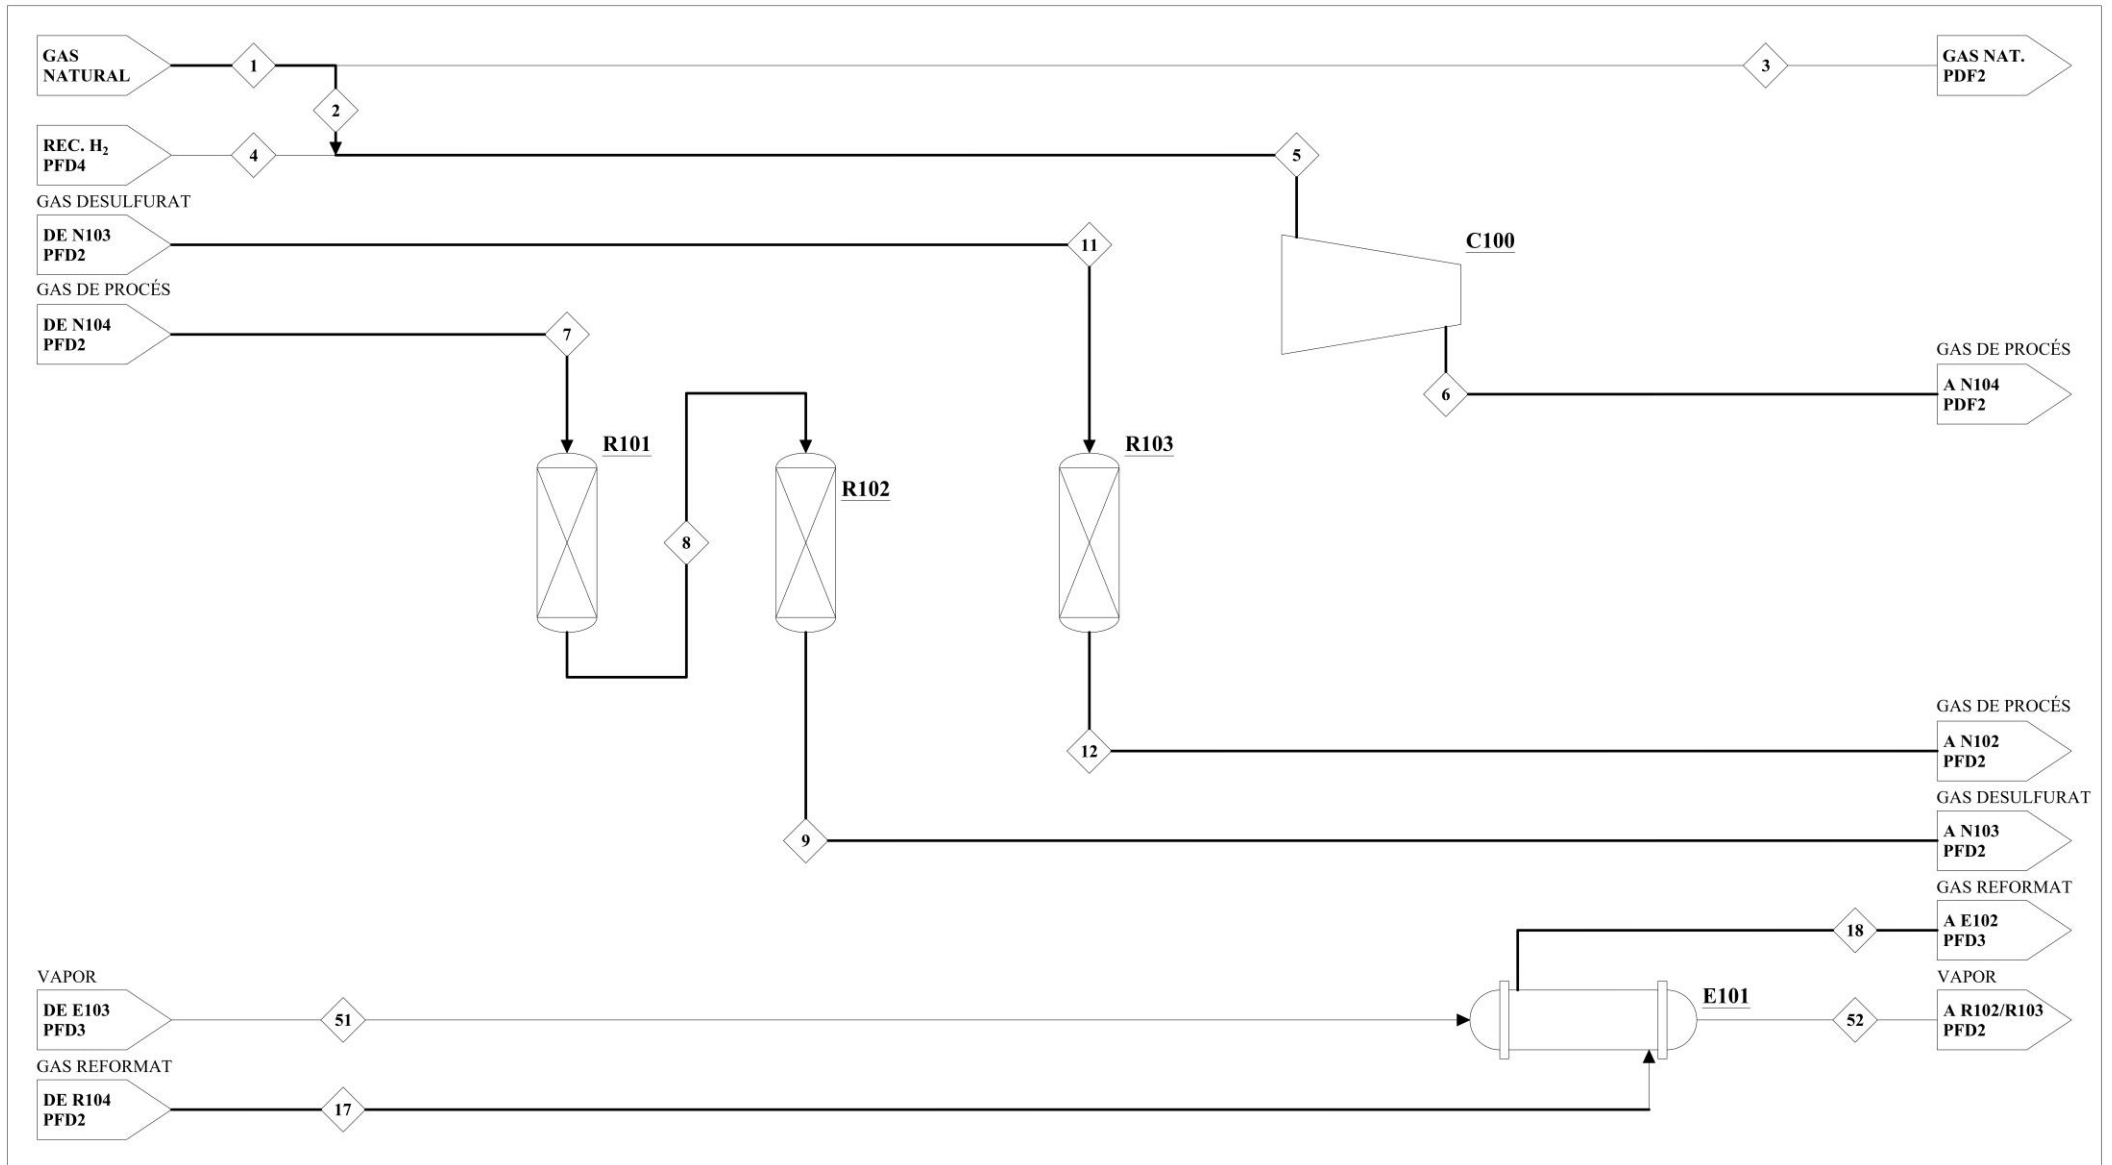 GAS
NATURAL
1
3
GAS NAT.
PDF2
2
REC. H₂
PFD4
4
5
GAS DESULFURAT
DE N103
PFD2
11
C100
GAS DE PROCÉS
DE N104
PFD2
7
GAS DE PROCÉS
A N104
PDF2
6
R101
R102
R103
8
GAS DE PROCÉS
A N102
PFD2
12
GAS DESULFURAT
A N103
PFD2
9
GAS REFORMAT
A E102
PFD3
18
VAPOR
DE E103
PFD3
51
E101
52
VAPOR
A R102/R103
PFD2
GAS REFORMAT
DE R104
PFD2
17